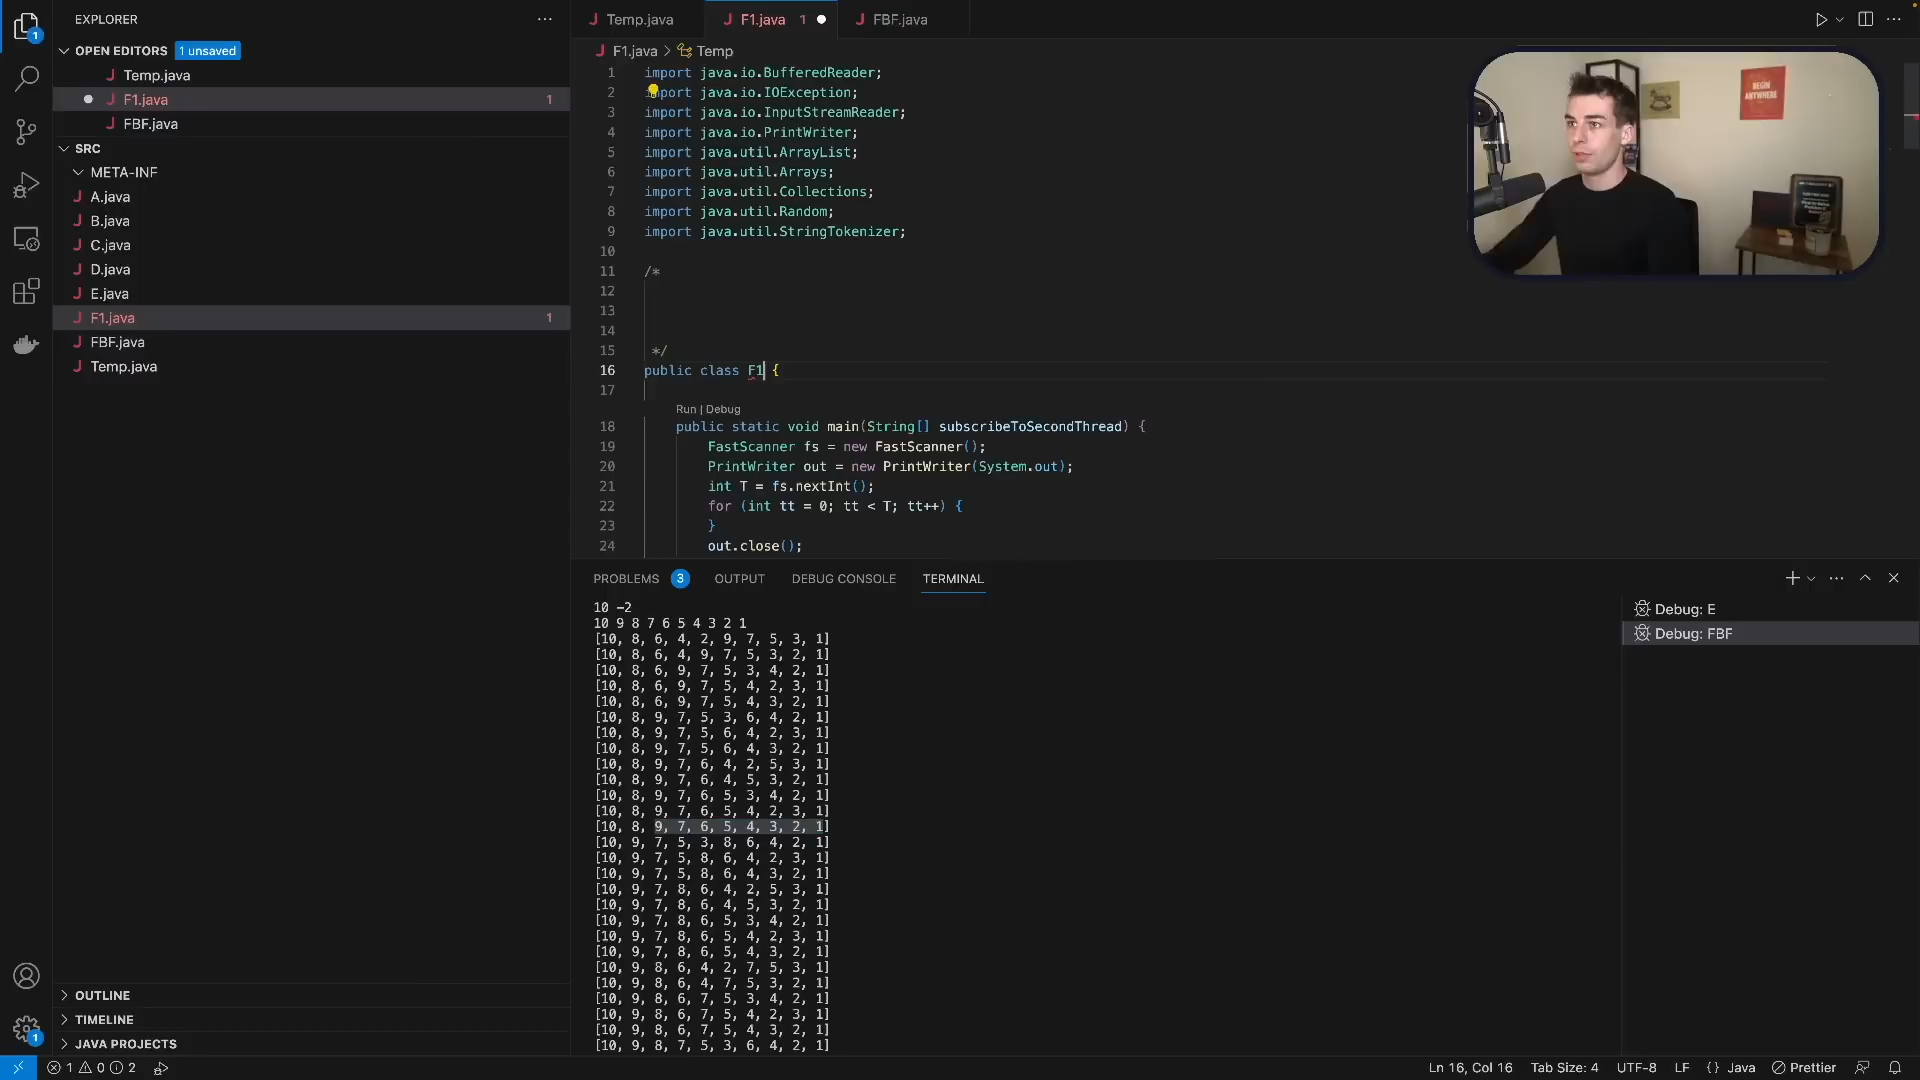 EXPLORER
OPEN EDITORS 1 unsaved
Temp.java
F1.java 1
FBF.java
SRC
META-INF
A.java
B.java
C.java
D.java
E.java
F1.java 1
FBF.java
Temp.java
OUTLINE
TIMELINE
JAVA PROJECTS
Temp.java F1.java 1 FBF.java
F1.java > Temp
1 import java.io.BufferedReader;
2 import java.io.IOException;
3 import java.io.InputStreamReader;
4 import java.io.PrintWriter;
5 import java.util.ArrayList;
6 import java.util.Arrays;
7 import java.util.Collections;
8 import java.util.Random;
9 import java.util.StringTokenizer;
10
11 /*
12
13
14
15 */
16 public class F1 {
17
Run | Debug
18 public static void main(String[] subscribeToSecondThread) {
19 FastScanner fs = new FastScanner();
20 PrintWriter out = new PrintWriter(System.out);
21 int T = fs.nextInt();
22 for (int tt = 0; tt < T; tt++) {
23 }
24 out.close();
BEGIN
ANYWHERE
PROBLEMS 3 OUTPUT DEBUG CONSOLE TERMINAL
10 -2
10 9 8 7 6 5 4 3 2 1
[10, 8, 6, 4, 2, 9, 7, 5, 3, 1]
[10, 8, 6, 4, 9, 7, 5, 3, 2, 1]
[10, 8, 6, 9, 7, 5, 3, 4, 2, 1]
[10, 8, 6, 9, 7, 5, 4, 2, 3, 1]
[10, 8, 6, 9, 7, 5, 4, 3, 2, 1]
[10, 8, 9, 7, 5, 3, 6, 4, 2, 1]
[10, 8, 9, 7, 5, 6, 4, 2, 3, 1]
[10, 8, 9, 7, 5, 6, 4, 3, 2, 1]
[10, 8, 9, 7, 6, 4, 2, 5, 3, 1]
[10, 8, 9, 7, 6, 4, 5, 3, 2, 1]
[10, 8, 9, 7, 6, 5, 3, 4, 2, 1]
[10, 8, 9, 7, 6, 5, 4, 2, 3, 1]
[10, 8, 9, 7, 6, 5, 4, 3, 2, 1]
[10, 9, 7, 5, 3, 8, 6, 4, 2, 1]
[10, 9, 7, 5, 8, 6, 4, 2, 3, 1]
[10, 9, 7, 5, 8, 6, 4, 3, 2, 1]
[10, 9, 7, 8, 6, 4, 2, 5, 3, 1]
[10, 9, 7, 8, 6, 4, 5, 3, 2, 1]
[10, 9, 7, 8, 6, 5, 3, 4, 2, 1]
[10, 9, 7, 8, 6, 5, 4, 2, 3, 1]
[10, 9, 7, 8, 6, 5, 4, 3, 2, 1]
[10, 9, 8, 6, 4, 2, 7, 5, 3, 1]
[10, 9, 8, 6, 4, 7, 5, 3, 2, 1]
[10, 9, 8, 6, 7, 5, 3, 4, 2, 1]
[10, 9, 8, 6, 7, 5, 4, 2, 3, 1]
[10, 9, 8, 6, 7, 5, 4, 3, 2, 1]
[10, 9, 8, 7, 5, 3, 6, 4, 2, 1]
Debug: E
Debug: FBF
1 0 2 Ln 16, Col 16 Tab Size: 4 UTF-8 LF {} Java Prettier